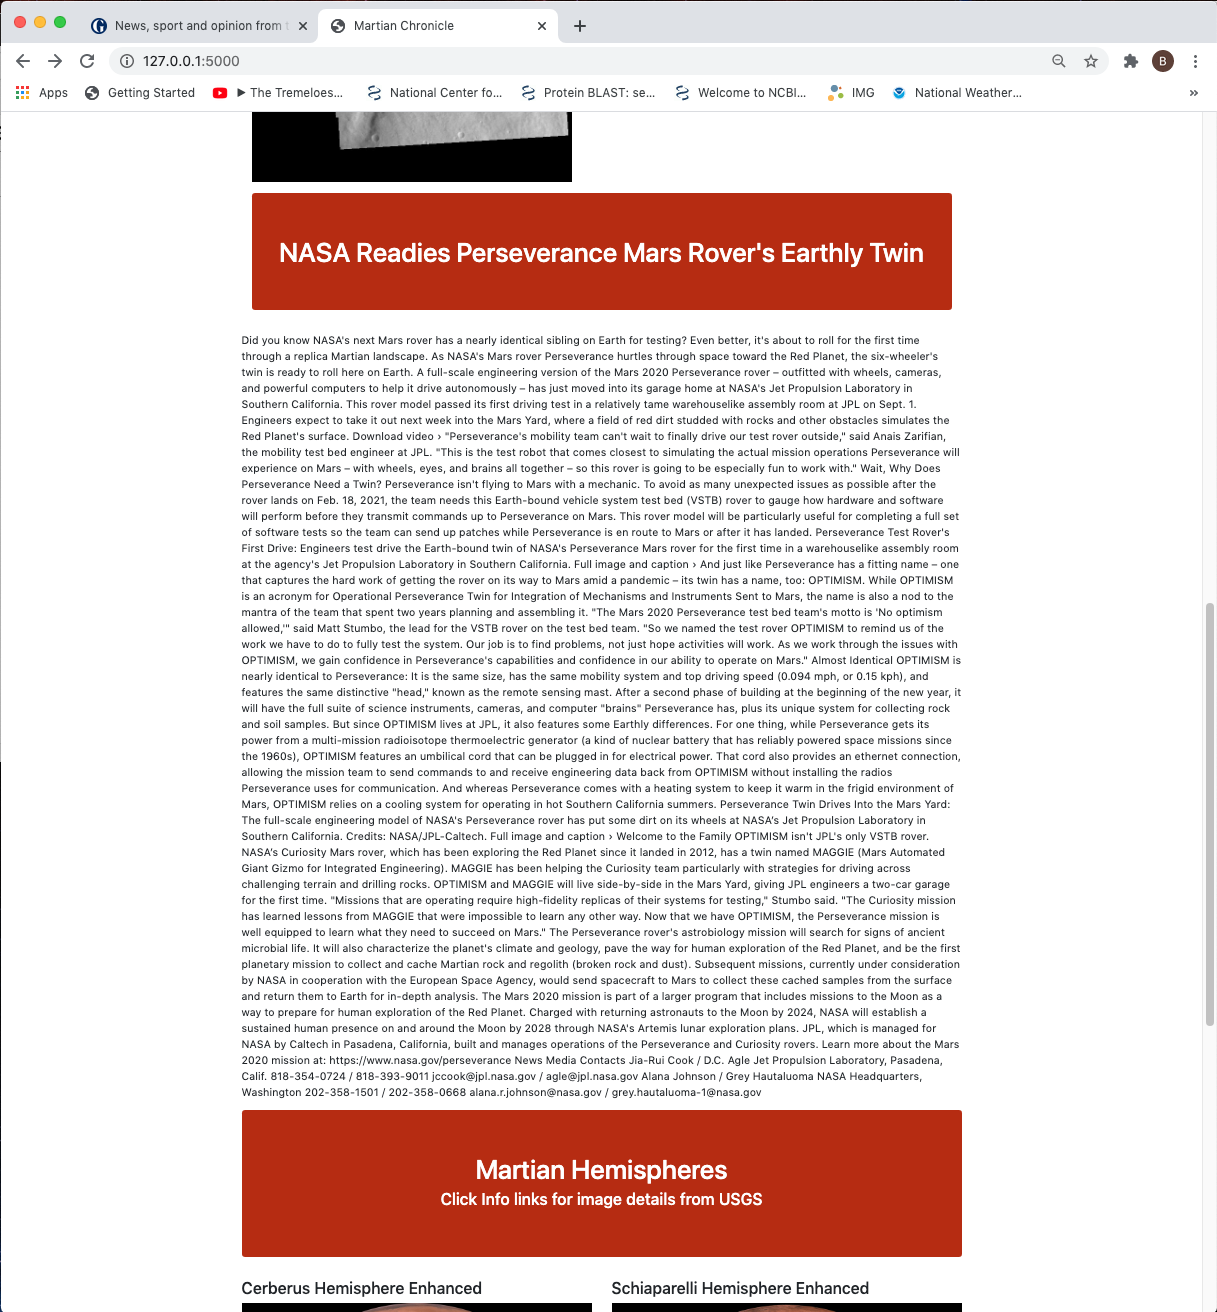 News, sport and opinion from t
Martian Chronicle
127.0.0.1:5000
B
Apps
Getting Started
▶ The Tremeloes...
National Center fo...
Protein BLAST: se...
Welcome to NCBI...
IMG
National Weather...
»
NASA Readies Perseverance Mars Rover's Earthly Twin
Did you know NASA's next Mars rover has a nearly identical sibling on Earth for testing? Even better, it's about to roll for the first time
through a replica Martian landscape. As NASA's Mars rover Perseverance hurtles through space toward the Red Planet, the six-wheeler's
twin is ready to roll here on Earth. A full-scale engineering version of the Mars 2020 Perseverance rover – outfitted with wheels, cameras,
and powerful computers to help it drive autonomously – has just moved into its garage home at NASA's Jet Propulsion Laboratory in
Southern California. This rover model passed its first driving test in a relatively tame warehouselike assembly room at JPL on Sept. 1.
Engineers expect to take it out next week into the Mars Yard, where a field of red dirt studded with rocks and other obstacles simulates the
Red Planet's surface. Download video › "Perseverance's mobility team can't wait to finally drive our test rover outside," said Anais Zarifian,
the mobility test bed engineer at JPL. "This is the test robot that comes closest to simulating the actual mission operations Perseverance will
experience on Mars – with wheels, eyes, and brains all together – so this rover is going to be especially fun to work with." Wait, Why Does
Perseverance Need a Twin? Perseverance isn't flying to Mars with a mechanic. To avoid as many unexpected issues as possible after the
rover lands on Feb. 18, 2021, the team needs this Earth-bound vehicle system test bed (VSTB) rover to gauge how hardware and software
will perform before they transmit commands up to Perseverance on Mars. This rover model will be particularly useful for completing a full set
of software tests so the team can send up patches while Perseverance is en route to Mars or after it has landed. Perseverance Test Rover's
First Drive: Engineers test drive the Earth-bound twin of NASA's Perseverance Mars rover for the first time in a warehouselike assembly room
at the agency's Jet Propulsion Laboratory in Southern California. Full image and caption › And just like Perseverance has a fitting name – one
that captures the hard work of getting the rover on its way to Mars amid a pandemic – its twin has a name, too: OPTIMISM. While OPTIMISM
is an acronym for Operational Perseverance Twin for Integration of Mechanisms and Instruments Sent to Mars, the name is also a nod to the
mantra of the team that spent two years planning and assembling it. "The Mars 2020 Perseverance test bed team's motto is 'No optimism
allowed,'" said Matt Stumbo, the lead for the VSTB rover on the test bed team. "So we named the test rover OPTIMISM to remind us of the
work we have to do to fully test the system. Our job is to find problems, not just hope activities will work. As we work through the issues with
OPTIMISM, we gain confidence in Perseverance's capabilities and confidence in our ability to operate on Mars." Almost Identical OPTIMISM is
nearly identical to Perseverance: It is the same size, has the same mobility system and top driving speed (0.094 mph, or 0.15 kph), and
features the same distinctive "head," known as the remote sensing mast. After a second phase of building at the beginning of the new year, it
will have the full suite of science instruments, cameras, and computer "brains" Perseverance has, plus its unique system for collecting rock
and soil samples. But since OPTIMISM lives at JPL, it also features some Earthly differences. For one thing, while Perseverance gets its
power from a multi-mission radioisotope thermoelectric generator (a kind of nuclear battery that has reliably powered space missions since
the 1960s), OPTIMISM features an umbilical cord that can be plugged in for electrical power. That cord also provides an ethernet connection,
allowing the mission team to send commands to and receive engineering data back from OPTIMISM without installing the radios
Perseverance uses for communication. And whereas Perseverance comes with a heating system to keep it warm in the frigid environment of
Mars, OPTIMISM relies on a cooling system for operating in hot Southern California summers. Perseverance Twin Drives Into the Mars Yard:
The full-scale engineering model of NASA's Perseverance rover has put some dirt on its wheels at NASA's Jet Propulsion Laboratory in
Southern California. Credits: NASA/JPL-Caltech. Full image and caption › Welcome to the Family OPTIMISM isn't JPL's only VSTB rover.
NASA's Curiosity Mars rover, which has been exploring the Red Planet since it landed in 2012, has a twin named MAGGIE (Mars Automated
Giant Gizmo for Integrated Engineering). MAGGIE has been helping the Curiosity team particularly with strategies for driving across
challenging terrain and drilling rocks. OPTIMISM and MAGGIE will live side-by-side in the Mars Yard, giving JPL engineers a two-car garage
for the first time. "Missions that are operating require high-fidelity replicas of their systems for testing," Stumbo said. "The Curiosity mission
has learned lessons from MAGGIE that were impossible to learn any other way. Now that we have OPTIMISM, the Perseverance mission is
well equipped to learn what they need to succeed on Mars." The Perseverance rover's astrobiology mission will search for signs of ancient
microbial life. It will also characterize the planet's climate and geology, pave the way for human exploration of the Red Planet, and be the first
planetary mission to collect and cache Martian rock and regolith (broken rock and dust). Subsequent missions, currently under consideration
by NASA in cooperation with the European Space Agency, would send spacecraft to Mars to collect these cached samples from the surface
and return them to Earth for in-depth analysis. The Mars 2020 mission is part of a larger program that includes missions to the Moon as a
way to prepare for human exploration of the Red Planet. Charged with returning astronauts to the Moon by 2024, NASA will establish a
sustained human presence on and around the Moon by 2028 through NASA's Artemis lunar exploration plans. JPL, which is managed for
NASA by Caltech in Pasadena, California, built and manages operations of the Perseverance and Curiosity rovers. Learn more about the Mars
2020 mission at: https://www.nasa.gov/perseverance News Media Contacts Jia-Rui Cook / D.C. Agle Jet Propulsion Laboratory, Pasadena,
Calif. 818-354-0724 / 818-393-9011 jccook@jpl.nasa.gov / agle@jpl.nasa.gov Alana Johnson / Grey Hautaluoma NASA Headquarters,
Washington 202-358-1501 / 202-358-0668 alana.r.johnson@nasa.gov / grey.hautaluoma-1@nasa.gov
Martian Hemispheres
Click Info links for image details from USGS
Cerberus Hemisphere Enhanced
Schiaparelli Hemisphere Enhanced